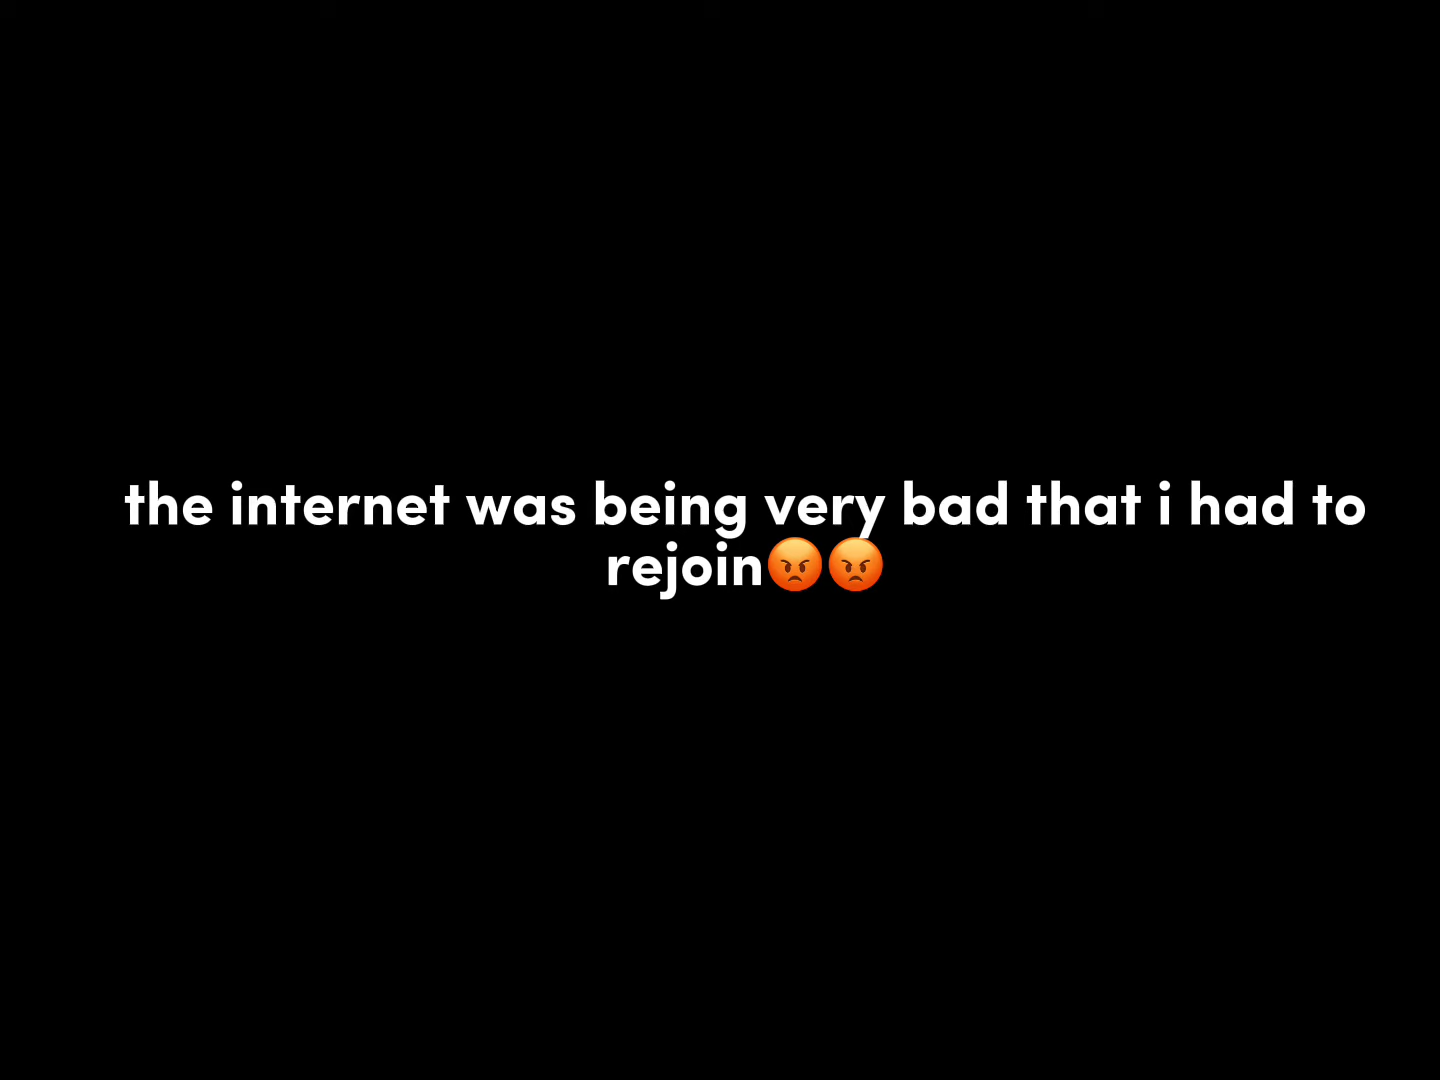 the internet was being very bad that i had to
rejoin😡😡